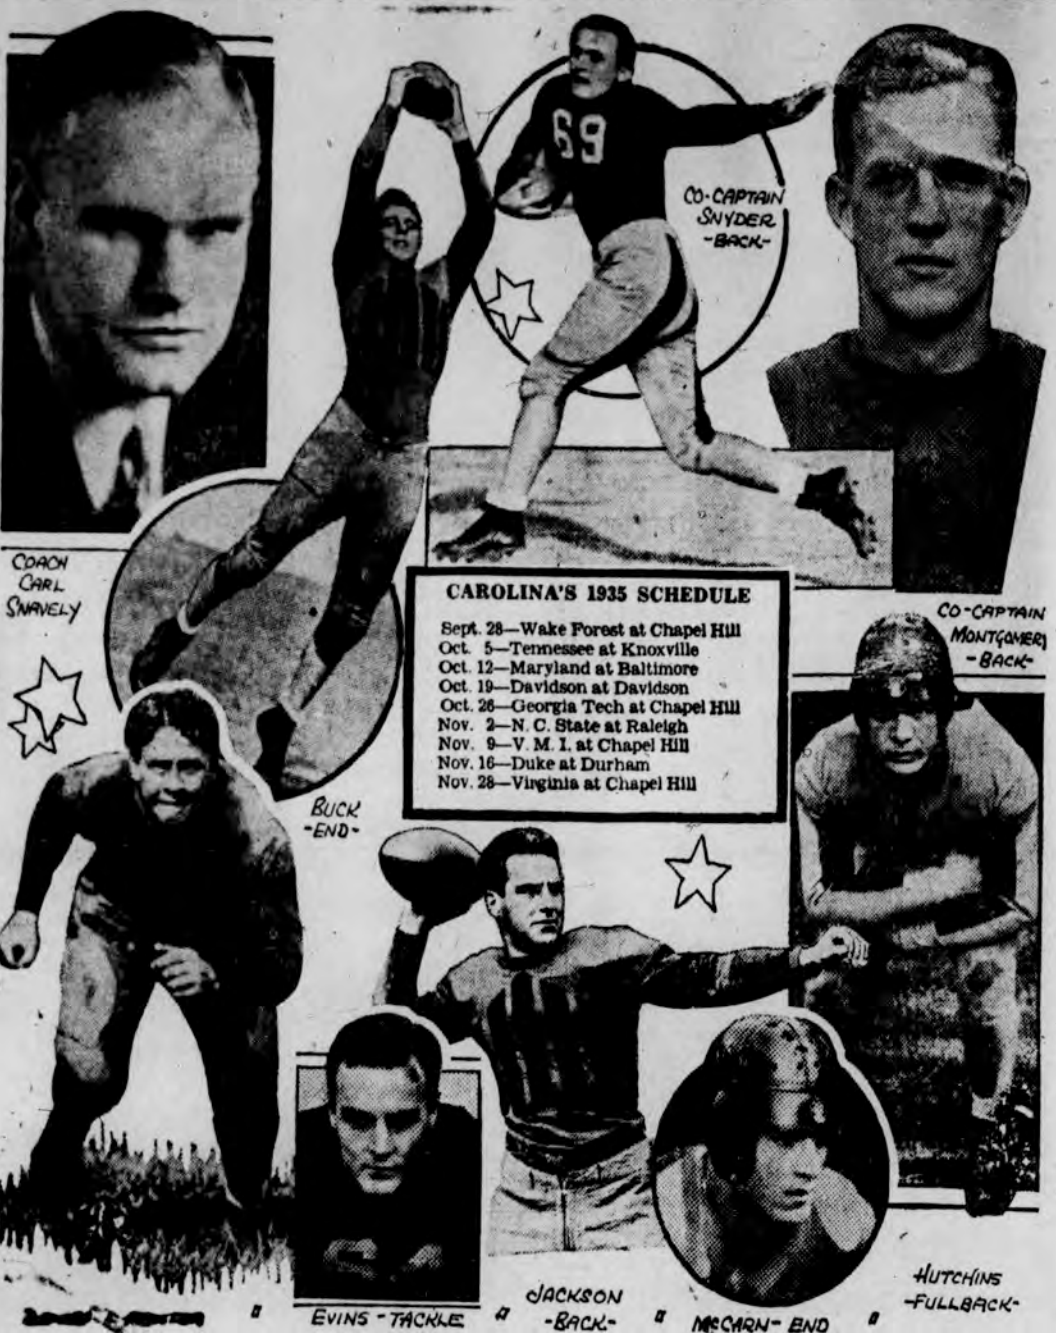 69
CO-CAPTAIN
SNYDER
-BACK-
COACH
CARL
SNAVELY
CAROLINA'S 1935 SCHEDULE
Sept. 28—Wake Forest at Chapel Hill
Oct. 5—Tennessee at Knoxville
Oct. 12—Maryland at Baltimore
Oct. 19—Davidson at Davidson
Oct. 26—Georgia Tech at Chapel Hill
Nov. 2—N. C. State at Raleigh
Nov. 9—V. M. I. at Chapel Hill
Nov. 16—Duke at Durham
Nov. 28—Virginia at Chapel Hill
CO-CAPTAIN
MONTGOMERY
-BACK-
BUCK
-END-
EVINS - TACKLE
JACKSON
-BACK-
MCCARN - END
HUTCHINS
-FULLBACK-